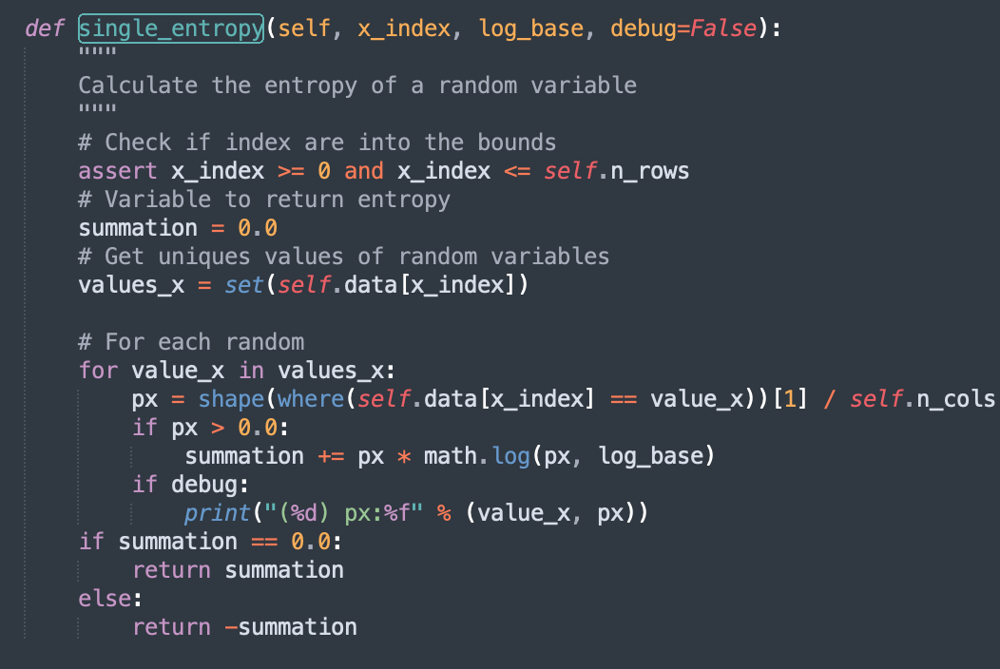 def single_entropy(self, x_index, log_base, debug=False):
    """
    Calculate the entropy of a random variable
    """
    # Check if index are into the bounds
    assert x_index >= 0 and x_index <= self.n_rows
    # Variable to return entropy
    summation = 0.0
    # Get uniques values of random variables
    values_x = set(self.data[x_index])

    # For each random
    for value_x in values_x:
        px = shape(where(self.data[x_index] == value_x))[1] / self.n_cols
        if px > 0.0:
            summation += px * math.log(px, log_base)
        if debug:
            print("(%d) px:%f" % (value_x, px))
    if summation == 0.0:
        return summation
    else:
        return -summation